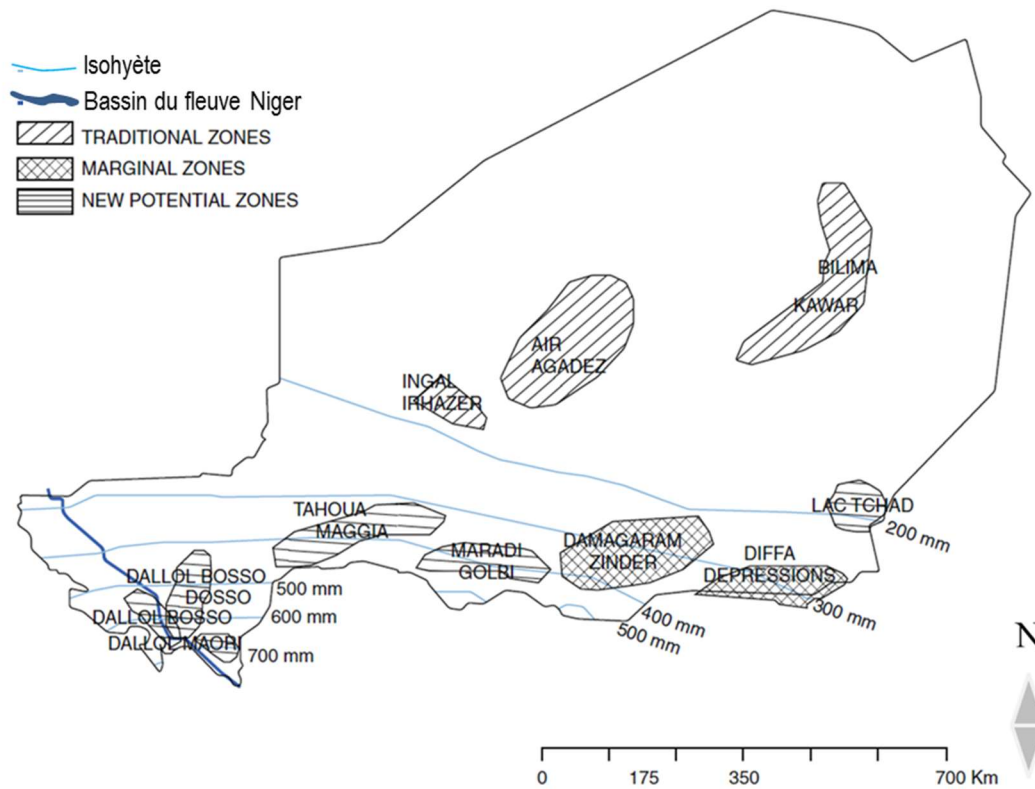 Isohyète
Bassin du fleuve Niger
TRADITIONAL ZONES
MARGINAL ZONES
NEW POTENTIAL ZONES
BILIMA
KAWAR
AIR
AGADEZ
INGAL
IRHAZER
LAC TCHAD
200 mm
TAHOUA
MAGGIA
DAMAGARAM
ZINDER
MARADI
GOLBI
DIFFA
DEPRESSIONS
300 mm
400 mm
500 mm
DALLOL BOSSO
DOSSO
500 mm
DALLOL BOSSO
600 mm
DALLOL MAORI
700 mm
N
0 175 350 700 Km